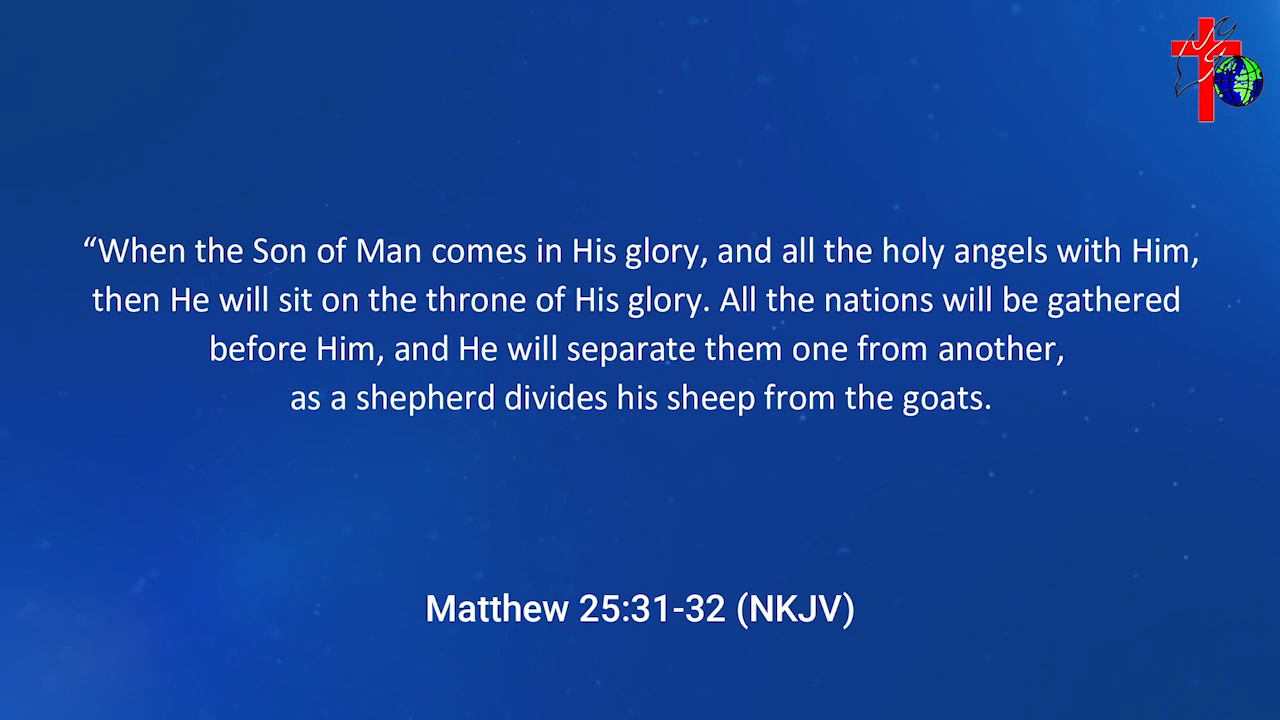 “When the Son of Man comes in His glory, and all the holy angels with Him,
then He will sit on the throne of His glory. All the nations will be gathered
before Him, and He will separate them one from another,
as a shepherd divides his sheep from the goats.
Matthew 25:31-32 (NKJV)